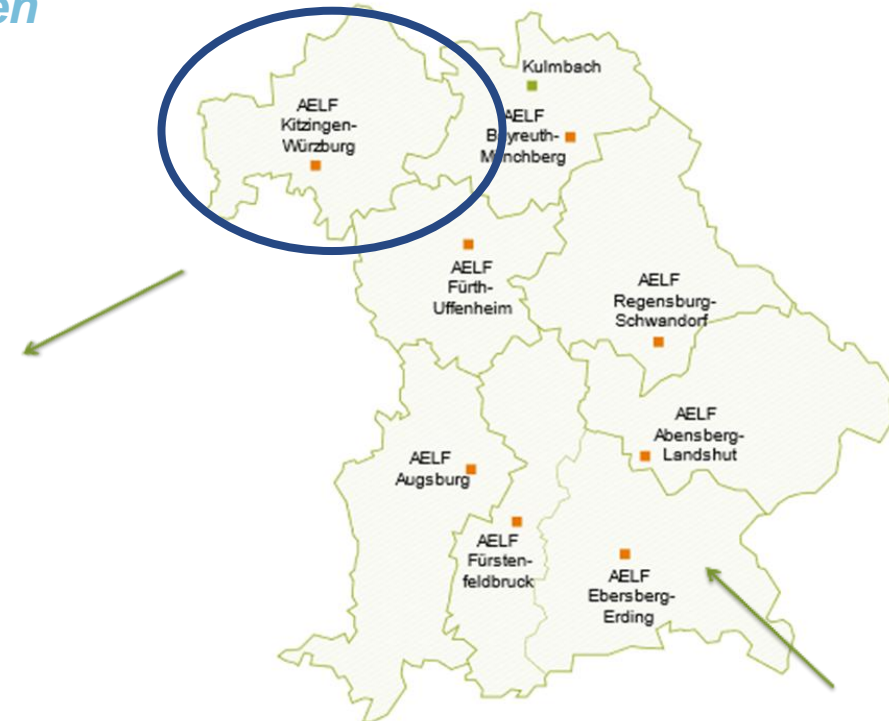 en
Kulmbach
AELF
Kitzingen-
Würzburg
AELF
Bayreuth-
Münchberg
AELF
Fürth-
Uffenheim
AELF
Regensburg-
Schwandorf
AELF
Abensberg-
Landshut
AELF
Augsburg
AELF
Fürsten-
feldbruck
AELF
Ebersberg-
Erding